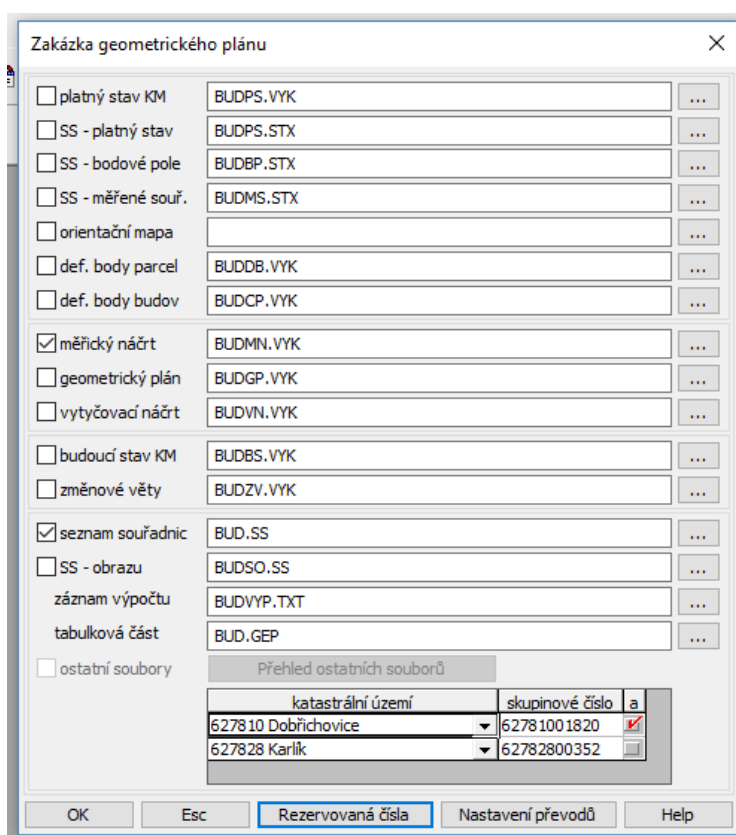 Zakázka geometrického plánu
platný stav KM BUDPS.VYK ...
SS - platný stav BUDPS.STX ...
SS - bodové pole BUDBP.STX ...
SS - měřené souř. BUDMS.STX ...
orientační mapa ...
def. body parcel BUDDB.VYK ...
def. body budov BUDCP.VYK ...
měřický náčrt BUDMN.VYK ...
geometrický plán BUDGP.VYK ...
vytyčovací náčrt BUDVN.VYK ...
budoucí stav KM BUDBS.VYK ...
změnové věty BUDZV.VYK ...
seznam souřadnic BUD.SS ...
SS - obrazu BUDSO.SS ...
záznam výpočtu BUDVYP.TXT ...
tabulková část BUD.GEP ...
ostatní soubory Přehled ostatních souborů
katastrální území skupinové číslo a
627810 Dobřichovice 62781001820
627828 Karlík 62782800352
OK Esc Rezervovaná čísla Nastavení převodů Help